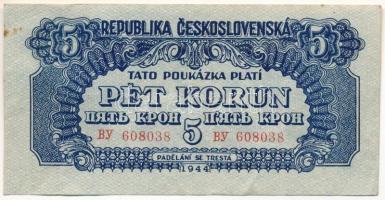 5 REPUBLIKA ČESKOSLOVENSKÁ 5
TATO POUKÁZKA PLATÍ
PĚT KORUN
ПЯТЬ КРОН 5 ПЯТЬ КРОН
ВУ 608038 ВУ 608038
PADĚLÁNÍ SE TRESTÁ
1944